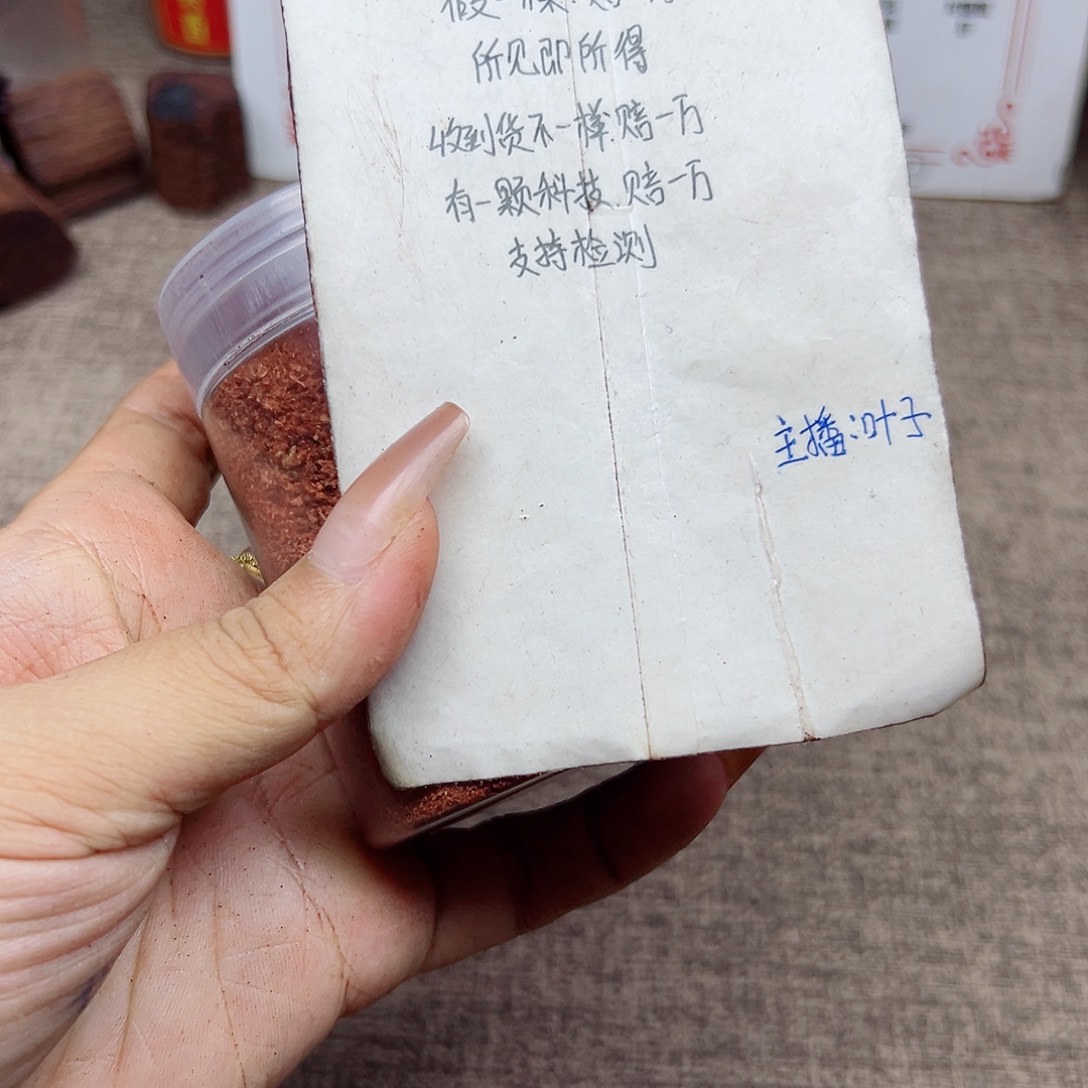 所见即所得
收到货不一样.赔一万
有一颗科技.赔一万
支持检测
主播:叶子